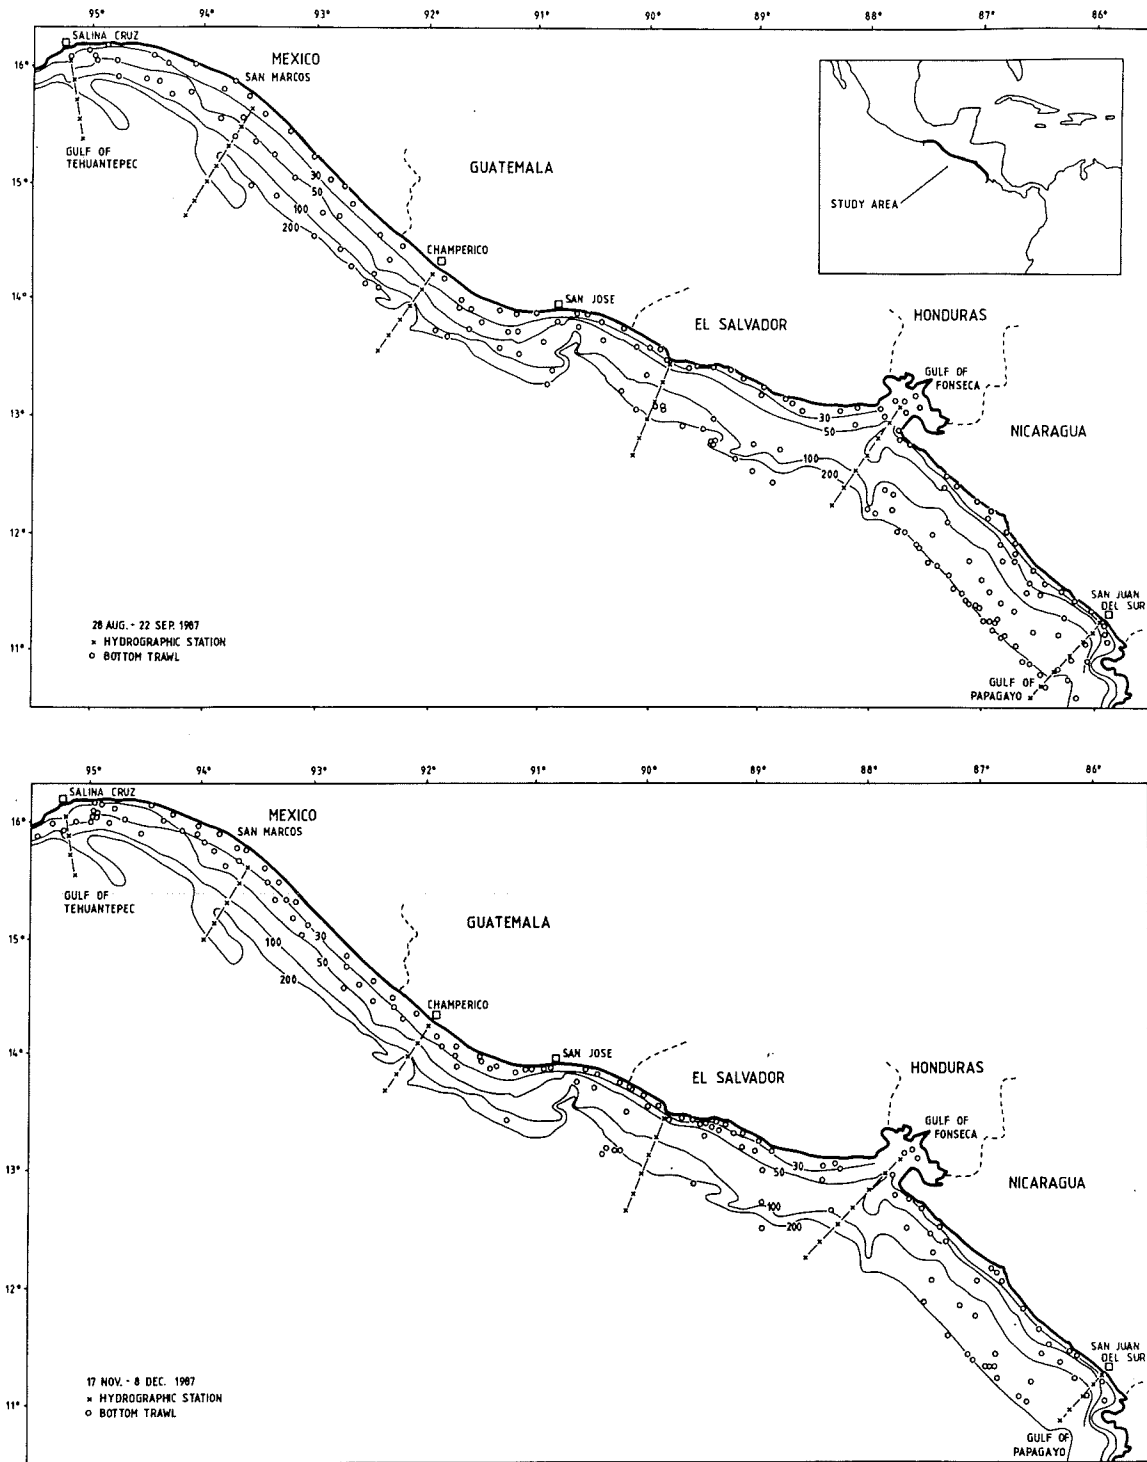 95° 94° 93° 92° 91° 90° 89° 88° 87° 86°
SALINA CRUZ
16°
MEXICO
SAN MARCOS
GULF OF
TEHUANTEPEC
15°
GUATEMALA
30
50
100
200
STUDY AREA
CHAMPERICO
14°
SAN JOSE
EL SALVADOR
HONDURAS
GULF OF
FONSECA
13°
30
50
NICARAGUA
100
200
12°
SAN JUAN
DEL SUR
28 AUG. - 22 SEP. 1987
x HYDROGRAPHIC STATION
o BOTTOM TRAWL
11°
GULF OF
PAPAGAYO
95° 94° 93° 92° 91° 90° 89° 88° 87° 86°
SALINA CRUZ
16°
MEXICO
SAN MARCOS
GULF OF
TEHUANTEPEC
15°
GUATEMALA
30
50
100
200
CHAMPERICO
14°
SAN JOSE
EL SALVADOR
HONDURAS
GULF OF
FONSECA
13°
30
50
NICARAGUA
100
200
12°
SAN JUAN
DEL SUR
17 NOV. - 8 DEC. 1987
x HYDROGRAPHIC STATION
o BOTTOM TRAWL
11°
GULF OF
PAPAGAYO